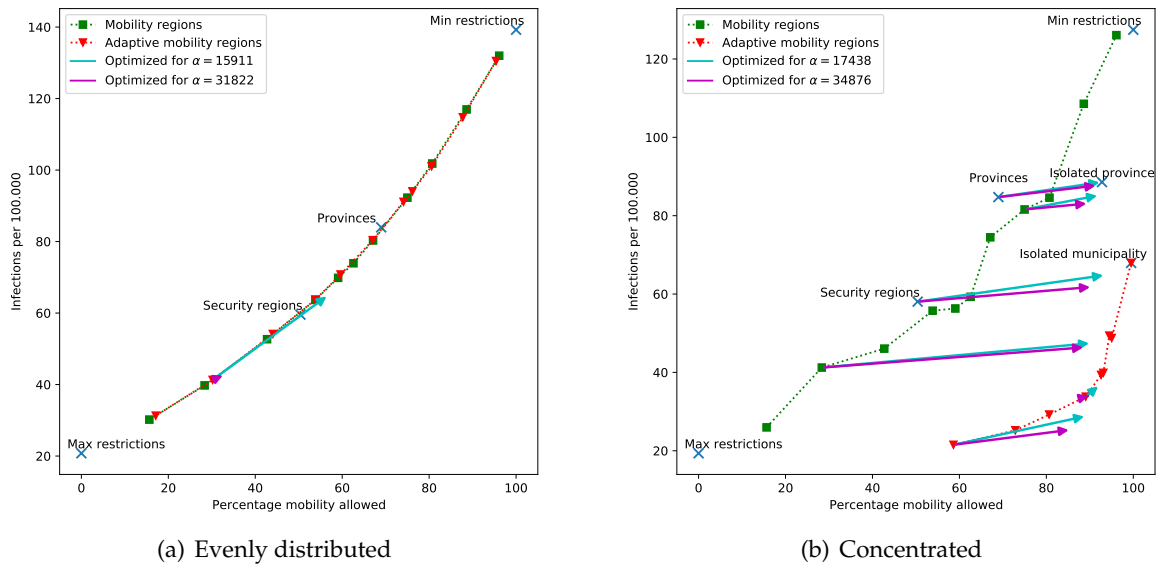 Mobility regions
Adaptive mobility regions
Optimized for α = 15911
Optimized for α = 31822
Min restrictions
Provinces
Security regions
Max restrictions
140
120
100
80
60
40
20
Infections per 100.000
0 20 40 60 80 100
Percentage mobility allowed
(a) Evenly distributed
Mobility regions
Adaptive mobility regions
Optimized for α = 17438
Optimized for α = 34876
Min restrictions
Provinces
Isolated province
Isolated municipality
Security regions
Max restrictions
120
100
80
60
40
20
Infections per 100.000
0 20 40 60 80 100
Percentage mobility allowed
(b) Concentrated